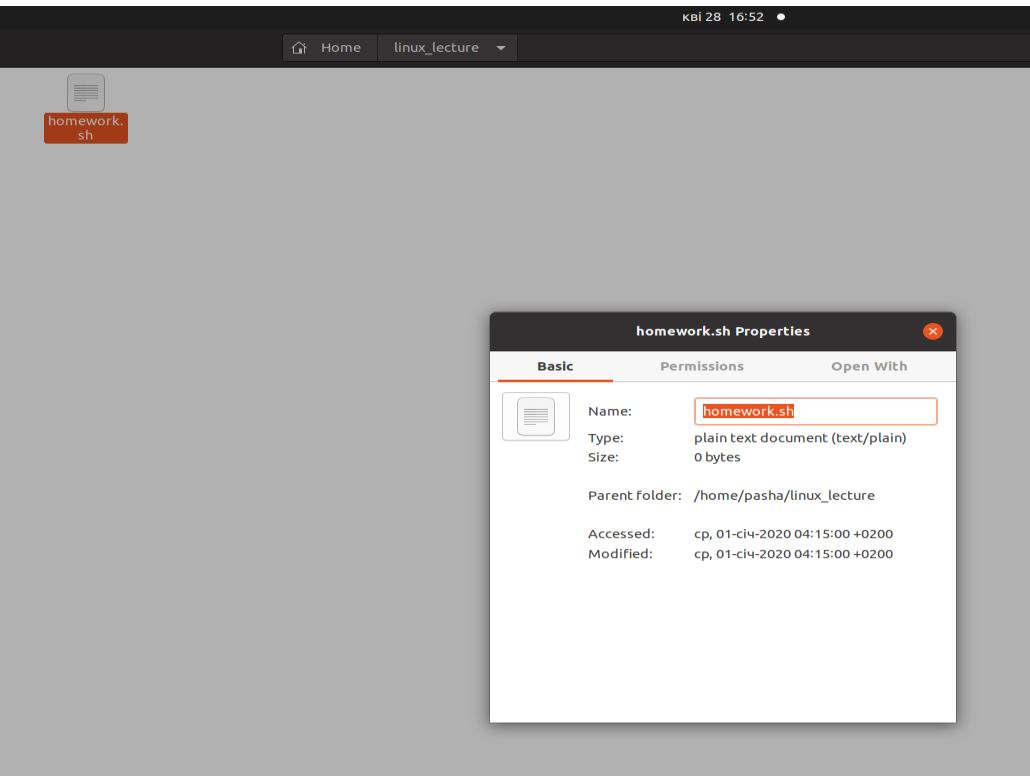 кві 28 16:52
Home linux_lecture
homework.
sh
homework.sh Properties
Basic Permissions Open With
Name: homework.sh
Type: plain text document (text/plain)
Size: 0 bytes
Parent folder: /home/pasha/linux_lecture
Accessed: ср, 01-січ-2020 04:15:00 +0200
Modified: ср, 01-січ-2020 04:15:00 +0200